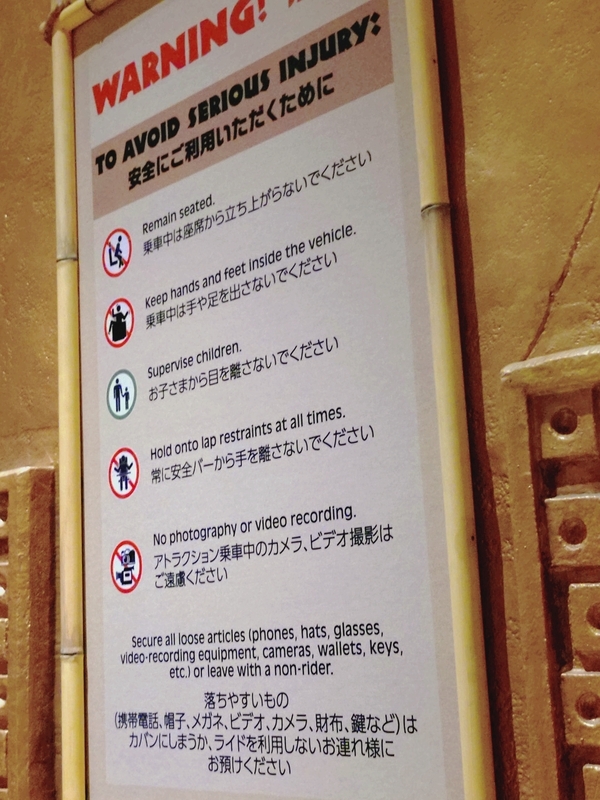 WARNING!
TO AVOID SERIOUS INJURY:
安全にご利用いただくために
Remain seated.
乗車中は座席から立ち上がらないでください
Keep hands and feet inside the vehicle.
乗車中は手や足を出さないでください
Supervise children.
お子さまから目を離さないでください
Hold onto lap restraints at all times.
常に安全バーから手を離さないでください
No photography or video recording.
アトラクション乗車中のカメラ、ビデオ撮影は
ご遠慮ください
Secure all loose articles (phones, hats, glasses,
video-recording equipment, cameras, wallets, keys,
etc.) or leave with a non-rider.
落ちやすいもの
(携帯電話、帽子、メガネ、ビデオ、カメラ、財布、鍵など)は
カバンにしまうか、ライドを利用しないお連れ様に
お預けください